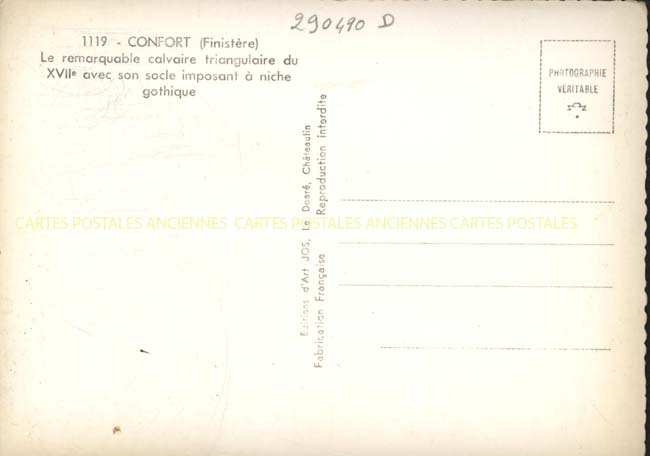 290490 D
1119 - CONFORT (Finistère)
Le remarquable calvaire triangulaire du
XVIIe avec son socle imposant à niche
gothique
PHOTOGRAPHIE
VÉRITABLE
Editions d'Art JOS, Le Doaré, Châteaulin
Fabrication Française Reproduction interdite
CARTES POSTALES ANCIENNES CARTES POSTALES ANCIENNES CARTES POSTALES